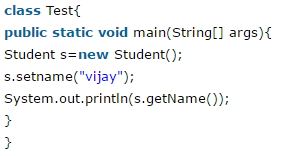 class Test{
public static void main(String[] args){
Student s=new Student();
s.setname("vijay");
System.out.println(s.getName());
}
}